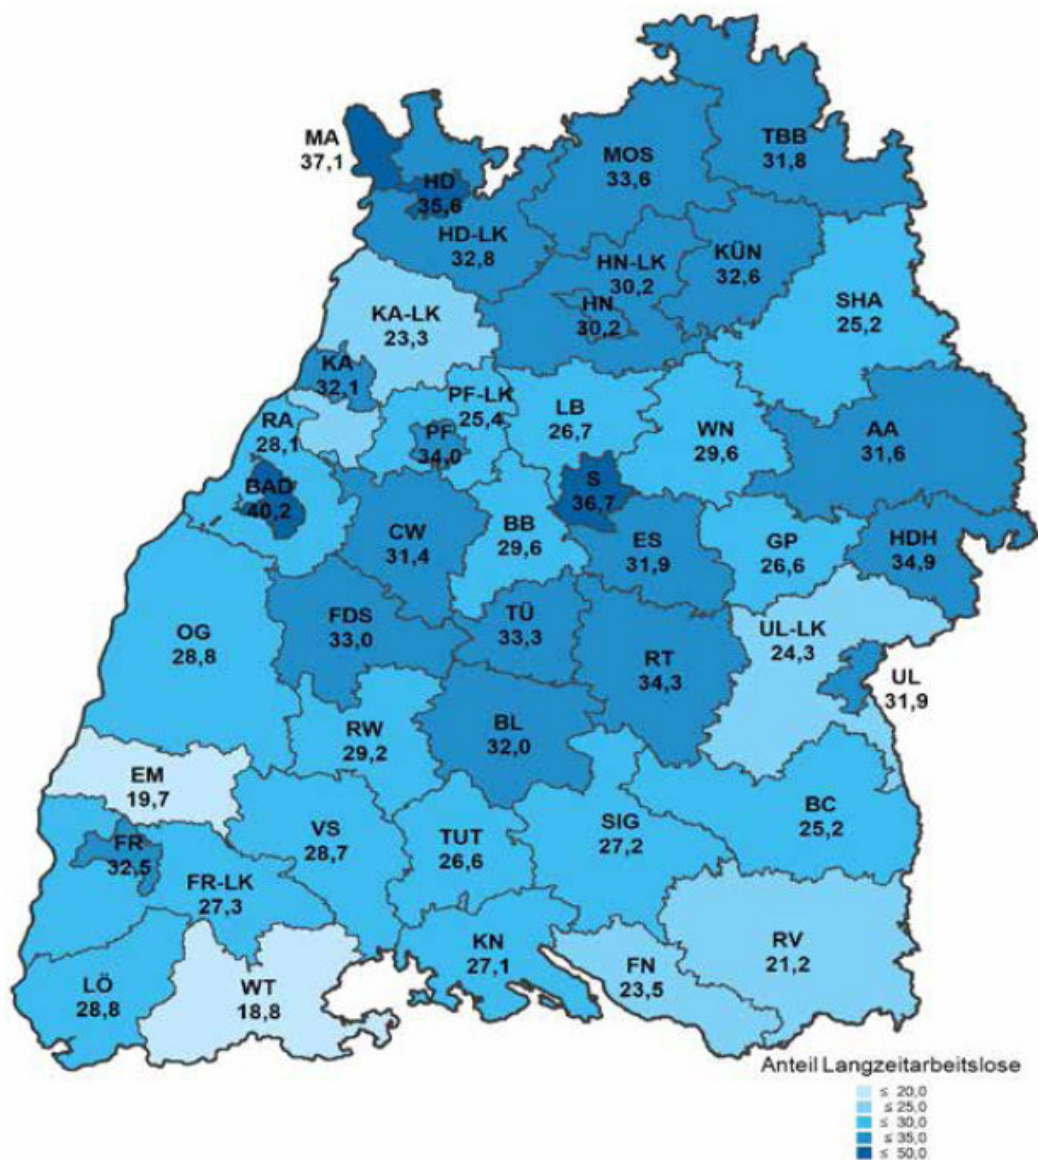 TBB
31,8
MA
37,1
MOS
33,6
HD
35,6
HD-LK
32,8
HN-LK
30,2
KÜN
32,6
HN
30,2
SHA
25,2
KA-LK
23,3
KA
32,1
PF-LK
25,4
LB
26,7
RA
28,1
PF
34,0
WN
29,6
AA
31,6
BAD
40,2
S
36,7
CW
31,4
BB
29,6
ES
31,9
GP
26,6
HDH
34,9
OG
28,8
FDS
33,0
TÜ
33,3
RT
34,3
UL-LK
24,3
UL
31,9
RW
29,2
BL
32,0
EM
19,7
BC
25,2
VS
28,7
TUT
26,6
SIG
27,2
FR
32,5
FR-LK
27,3
KN
27,1
RV
21,2
FN
23,5
LÖ
28,8
WT
18,8
Anteil Langzeitarbeitslose
≤ 20,0
≤ 25,0
≤ 30,0
≤ 35,0
≤ 50,0